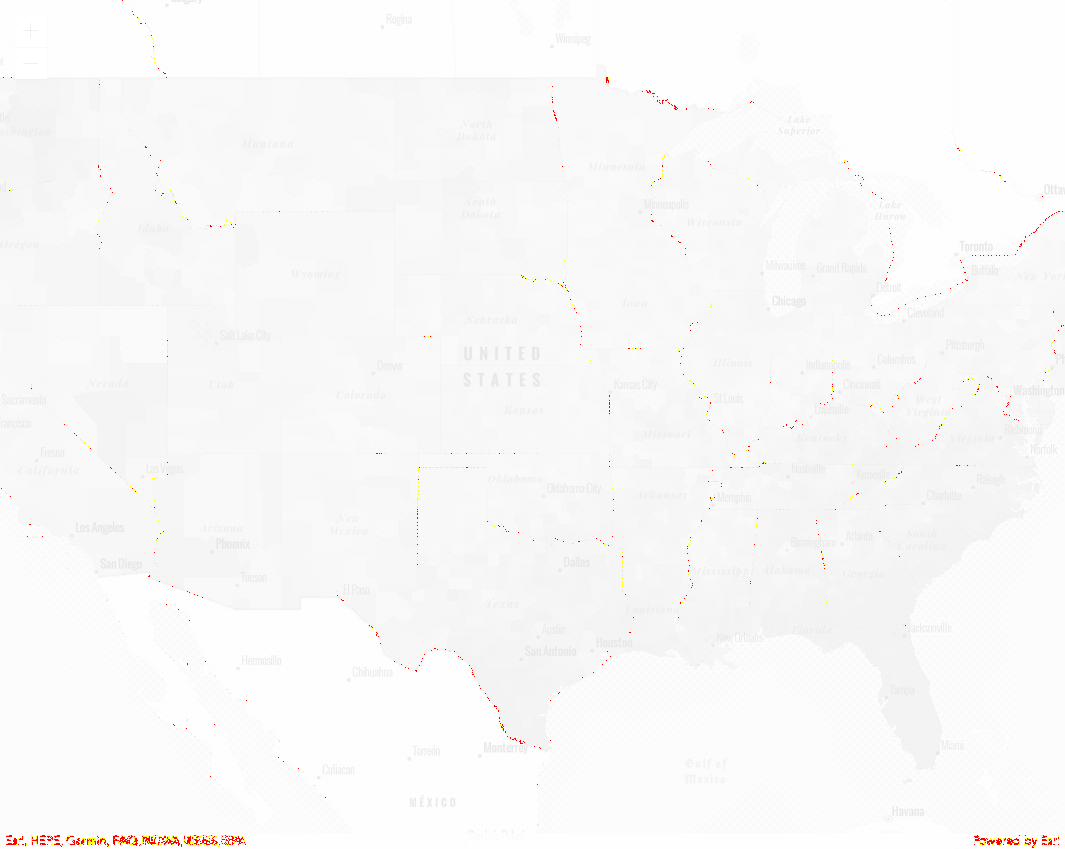 Regina
Winnipeg
Montana
North
Dakota
Lake
Superior
Minnesota
Ottaw
Idaho
South
Dakota
Minneapolis
Wisconsin
Lake
Huron
Oregon
Toronto
Wyoming
Milwaukee
Grand Rapids
Buffalo
New York
Detroit
Chicago
Iowa
Nebraska
Cleveland
Salt Lake City
UNITED
STATES
Pittsburgh
Denver
Illinois
Indianapolis
Columbus
Nevada
Utah
Colorado
Kansas City
Cincinnati
Washington
Sacramento
St Louis
West
Virginia
Kansas
Louisville
Francisco
Missouri
Kentucky
Virginia
Richmond
Fresno
California
Las Vegas
Norfolk
Nashville
Knoxville
Oklahoma
Raleigh
Oklahoma City
Arkansas
Memphis
Charlotte
Los Angeles
Arizona
New
Mexico
South
Carolina
Phoenix
Birmingham
Atlanta
San Diego
Dallas
Mississippi
Alabama
Georgia
Tucson
El Paso
Texas
Louisiana
Austin
Florida
Jacksonville
Houston
New Orleans
San Antonio
Hermosillo
Chihuahua
Tampa
Monterrey
Torreón
Miami
Gulf of
Mexico
Culiacan
MÉXICO
Havana
Esri, HERE, Garmin, FAO, NOAA, USGS, EPA
Powered by Esri